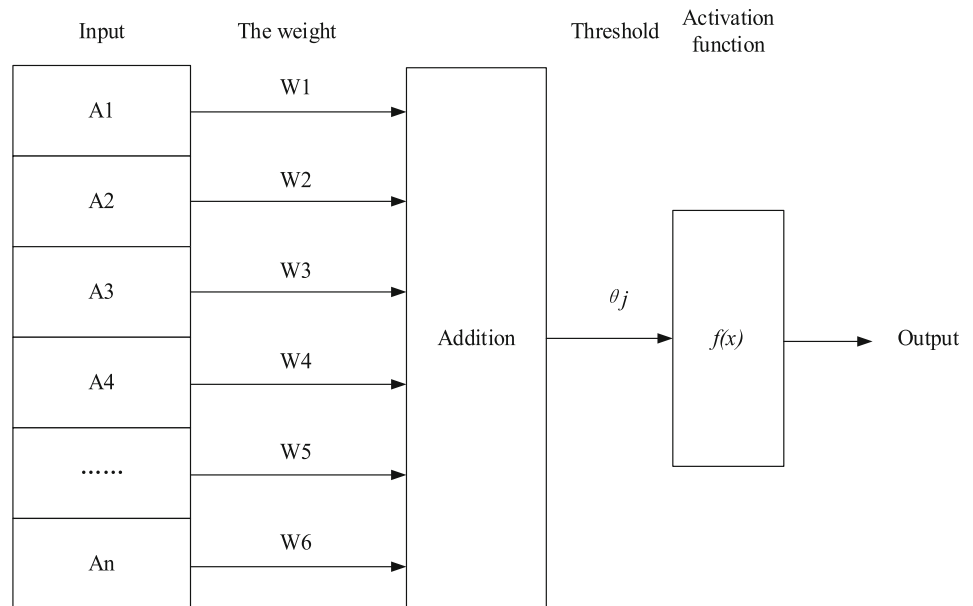 Input
The weight
Threshold
Activation
function
A1
W1
A2
W2
A3
W3
A4
W4
......
W5
An
W6
Addition
θj
f(x)
Output